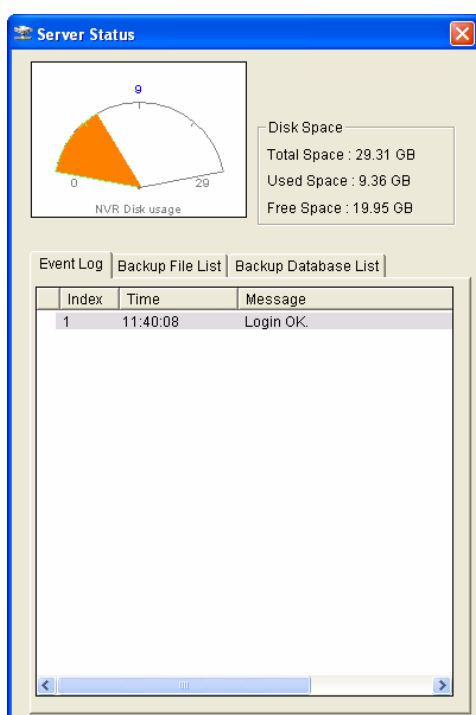 Server Status
9
0
29
NVR Disk usage
Disk Space
Total Space : 29.31 GB
Used Space : 9.36 GB
Free Space : 19.95 GB
Event Log Backup File List Backup Database List
Index Time Message
1 11:40:08 Login OK.